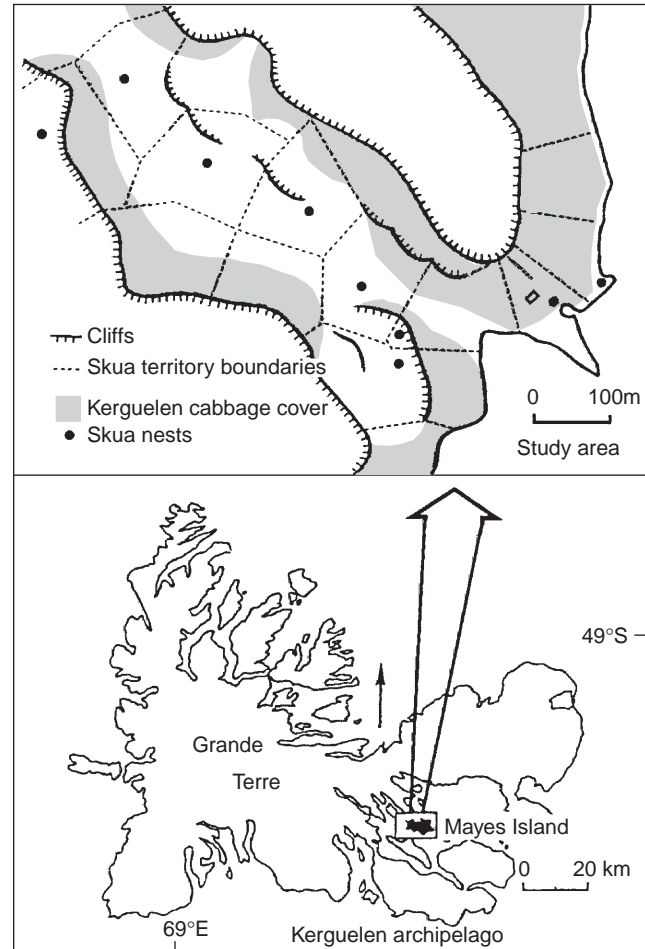 Cliffs
Skua territory boundaries
Kerguelen cabbage cover
Skua nests
0 100m
Study area
49°S
Grande
Terre
Mayes Island
0 20 km
69°E
Kerguelen archipelago